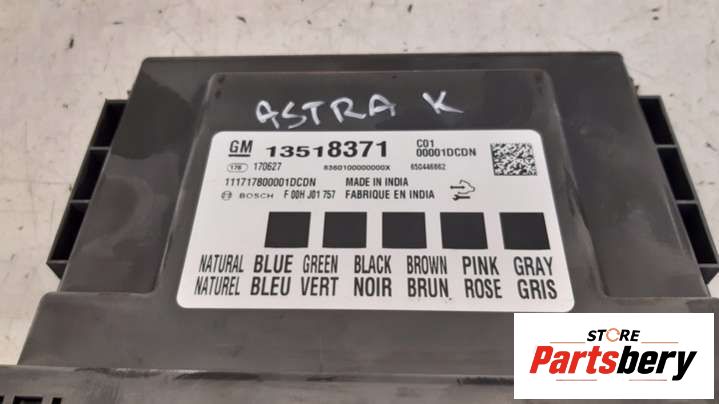 ASTRA K
GM 13518371 C01
00001DCDN
178 170627 8360100000000X 650446862
111717800001DCDN MADE IN INDIA
BOSCH F 00H J01 757 FABRIQUE EN INDIA
NATURAL BLUE GREEN BLACK BROWN PINK GRAY
NATUREL BLEU VERT NOIR BRUN ROSE GRIS
STORE
Partsbery